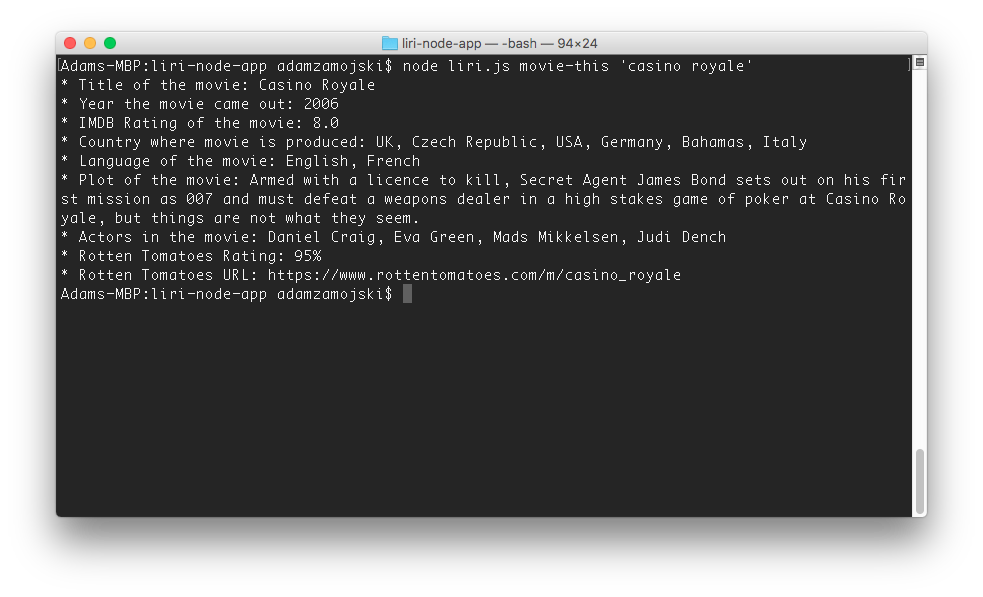 liri-node-app — -bash — 94×24
[Adams-MBP:liri-node-app adamzamojski$ node liri.js movie-this 'casino royale' ]
* Title of the movie: Casino Royale
* Year the movie came out: 2006
* IMDB Rating of the movie: 8.0
* Country where movie is produced: UK, Czech Republic, USA, Germany, Bahamas, Italy
* Language of the movie: English, French
* Plot of the movie: Armed with a licence to kill, Secret Agent James Bond sets out on his fir
st mission as 007 and must defeat a weapons dealer in a high stakes game of poker at Casino Ro
yale, but things are not what they seem.
* Actors in the movie: Daniel Craig, Eva Green, Mads Mikkelsen, Judi Dench
* Rotten Tomatoes Rating: 95%
* Rotten Tomatoes URL: https://www.rottentomatoes.com/m/casino_royale
Adams-MBP:liri-node-app adamzamojski$